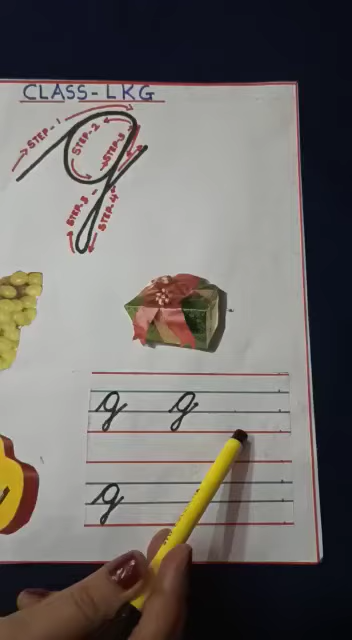 CLASS-LKG
STEP-1
STEP-2
STEP-5
STEP-3
STEP-4
g g
g